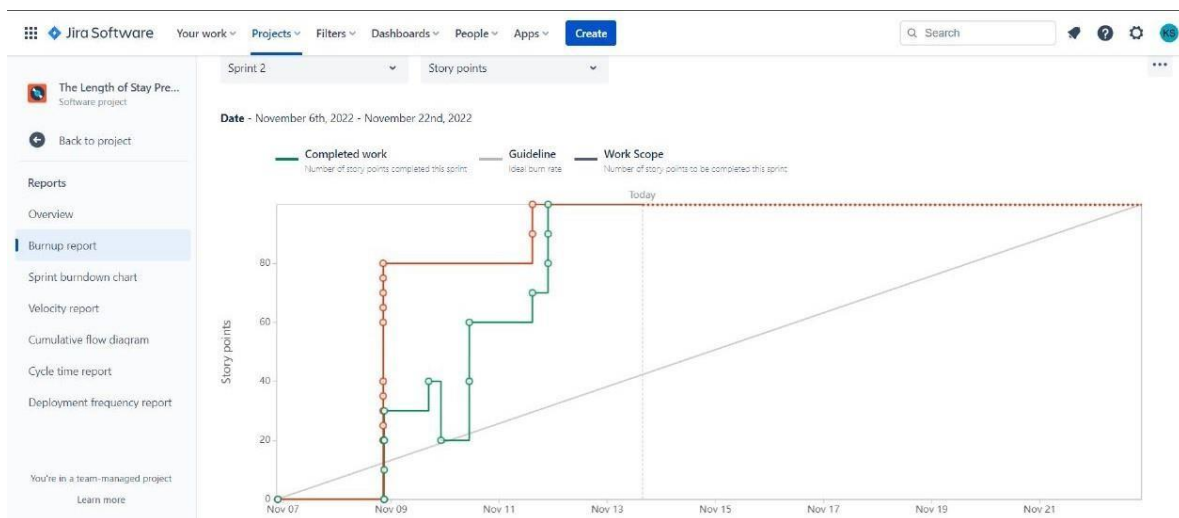 Jira Software Your work Projects Filters Dashboards People Apps Create Search KS
The Length of Stay Pre...
Software project
Back to project
Reports
Overview
Burnup report
Sprint burndown chart
Velocity report
Cumulative flow diagram
Cycle time report
Deployment frequency report
You're in a team-managed project
Learn more
Sprint 2 Story points
Date - November 6th, 2022 - November 22nd, 2022
Completed work Guideline Work Scope
Number of story points completed this sprint Ideal burn rate Number of story points to be completed this sprint
Today
Story points
80
60
40
20
0
Nov 07 Nov 09 Nov 11 Nov 13 Nov 15 Nov 17 Nov 19 Nov 21